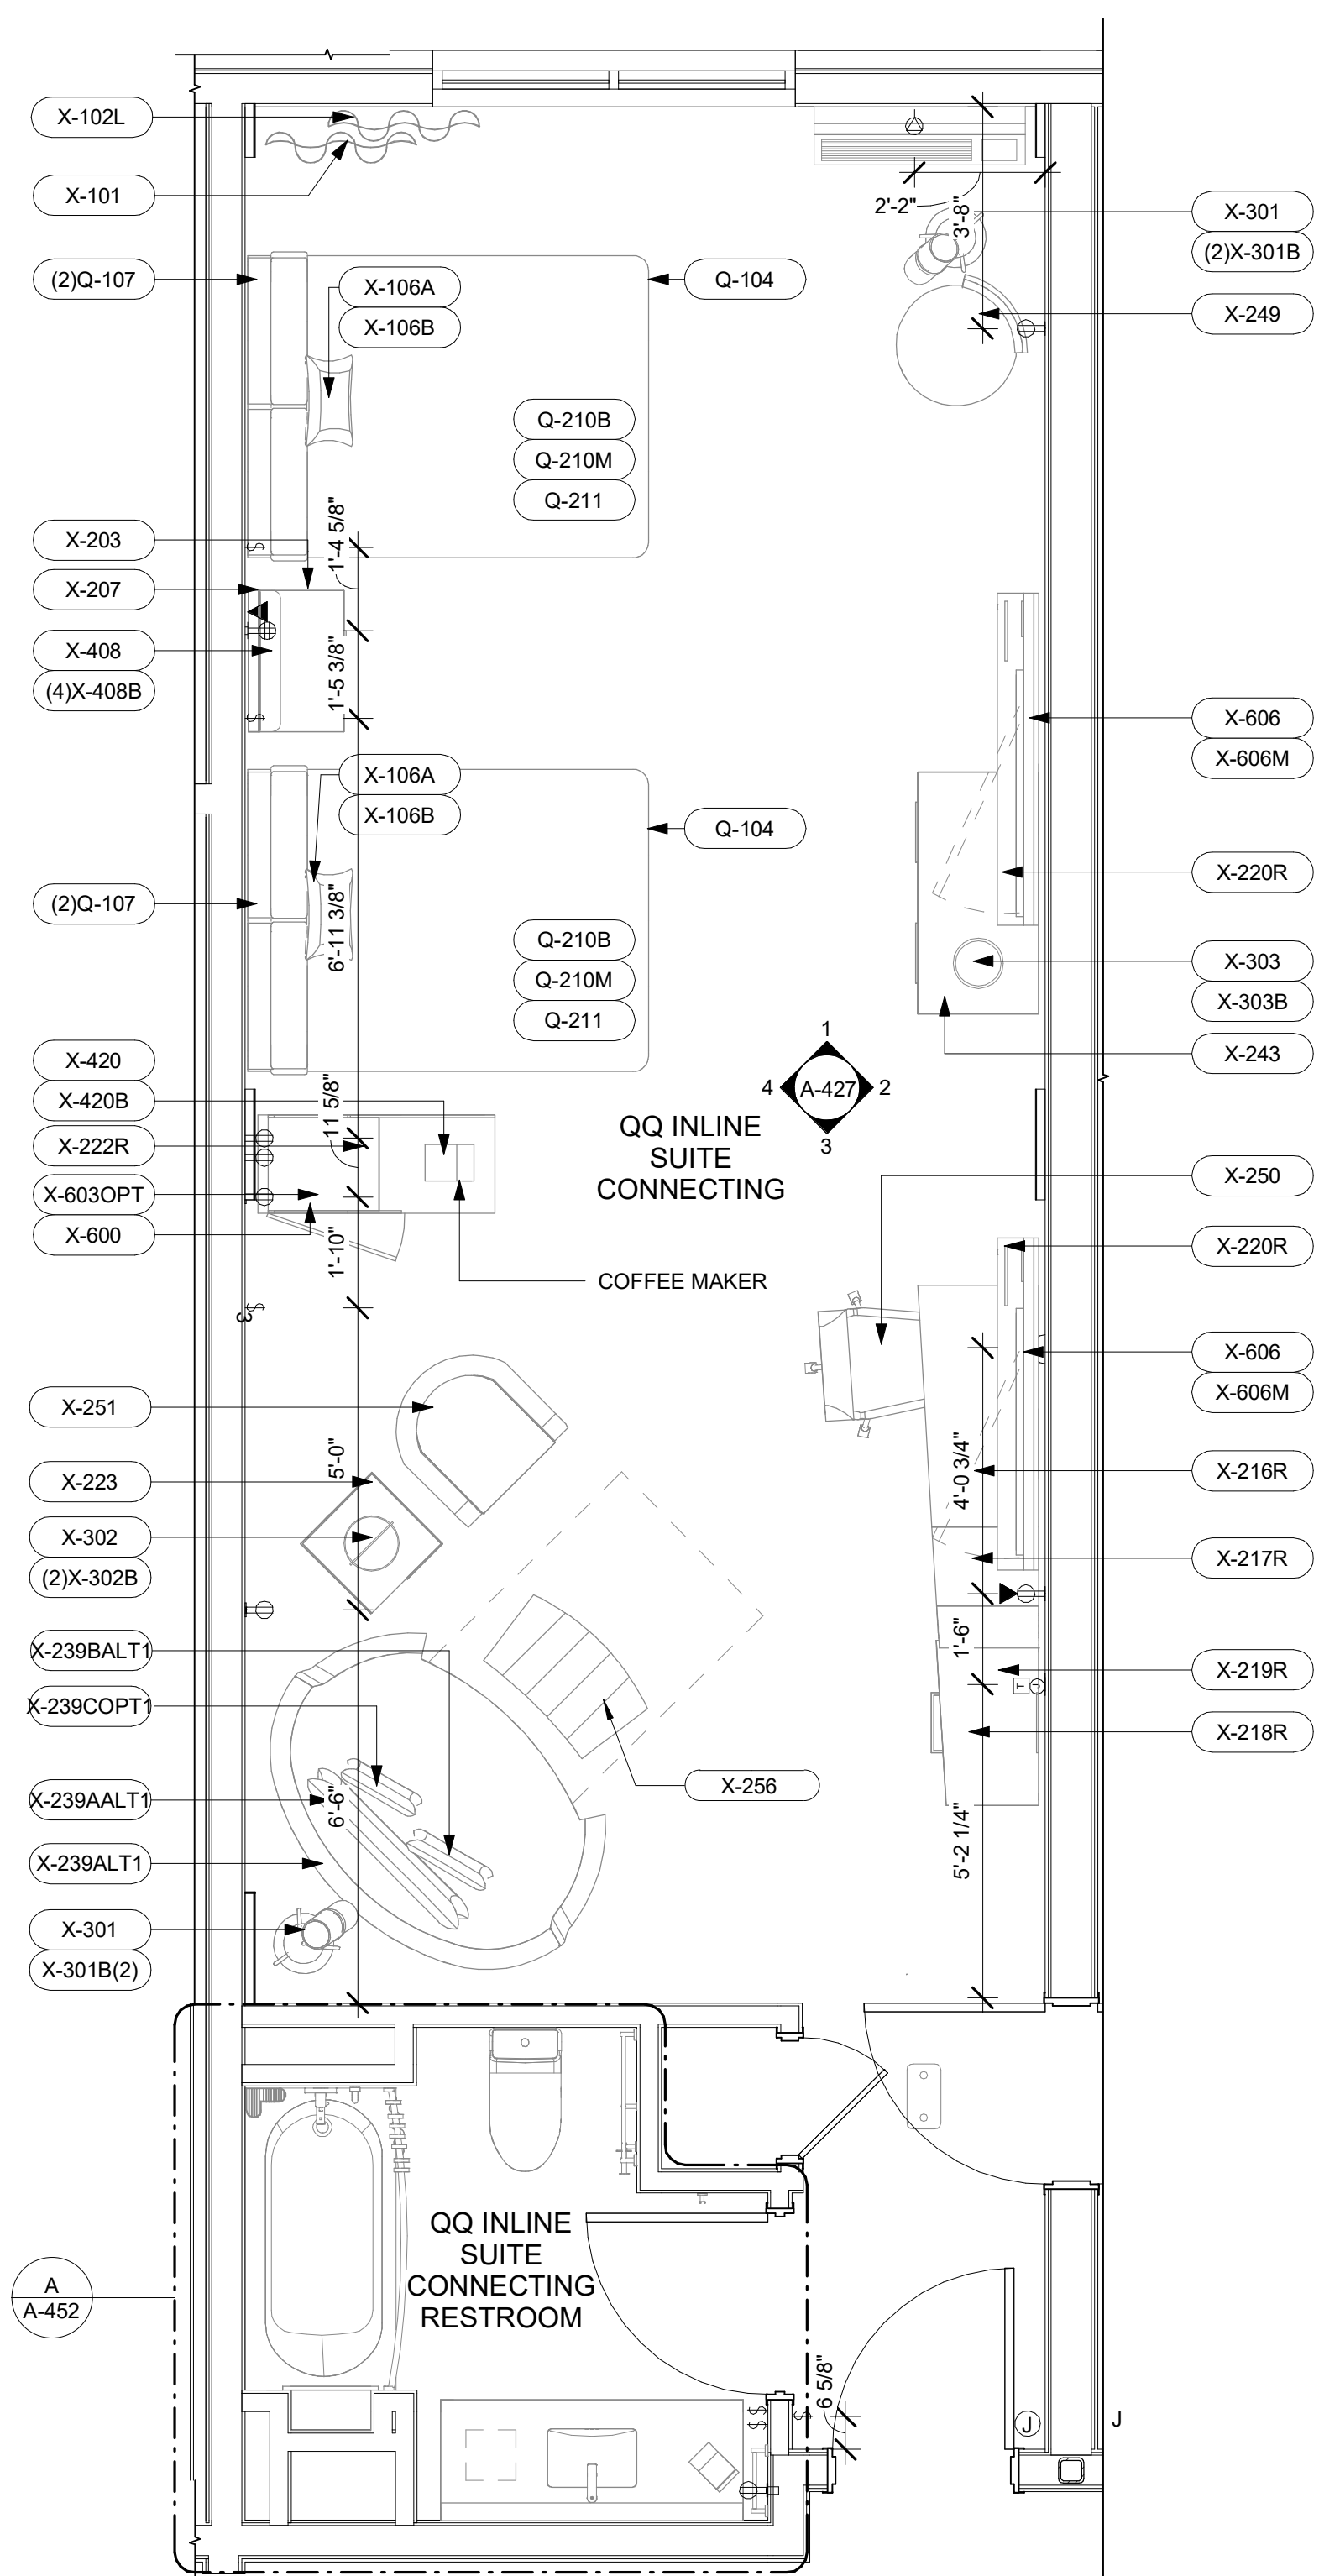 X-102L
X-101
2'-2"
3'-8"
X-301
(2)X-301B
(2)Q-107
X-106A
X-106B
Q-104
X-249
Q-210B
Q-210M
Q-211
1'-4 5/8"
X-203
X-207
X-408
(4)X-408B
1'-5 3/8"
X-606
X-606M
X-106A
X-106B
Q-104
X-220R
(2)Q-107
6'-11 3/8"
Q-210B
Q-210M
Q-211
X-303
X-303B
X-243
1
4
A-427
2
3
X-420
X-420B
X-222R
X-603OPT
X-600
11 5/8"
QQ INLINE
SUITE
CONNECTING
X-250
1'-10"
COFFEE MAKER
X-220R
$
$
$
3
X-606
X-606M
X-251
5'-0"
4'-0 3/4"
X-216R
X-223
X-302
(2)X-302B
X-217R
X-239BALT1
1'-6"
X-219R
T
T
X-239COPT1
X-218R
X-256
X-239AALT1
6'-6"
5'-2 1/4"
X-239ALT1
X-301
X-301B(2)
QQ INLINE
SUITE
CONNECTING
RESTROOM
A
A-452
6 5/8"
$
$
$
J
J